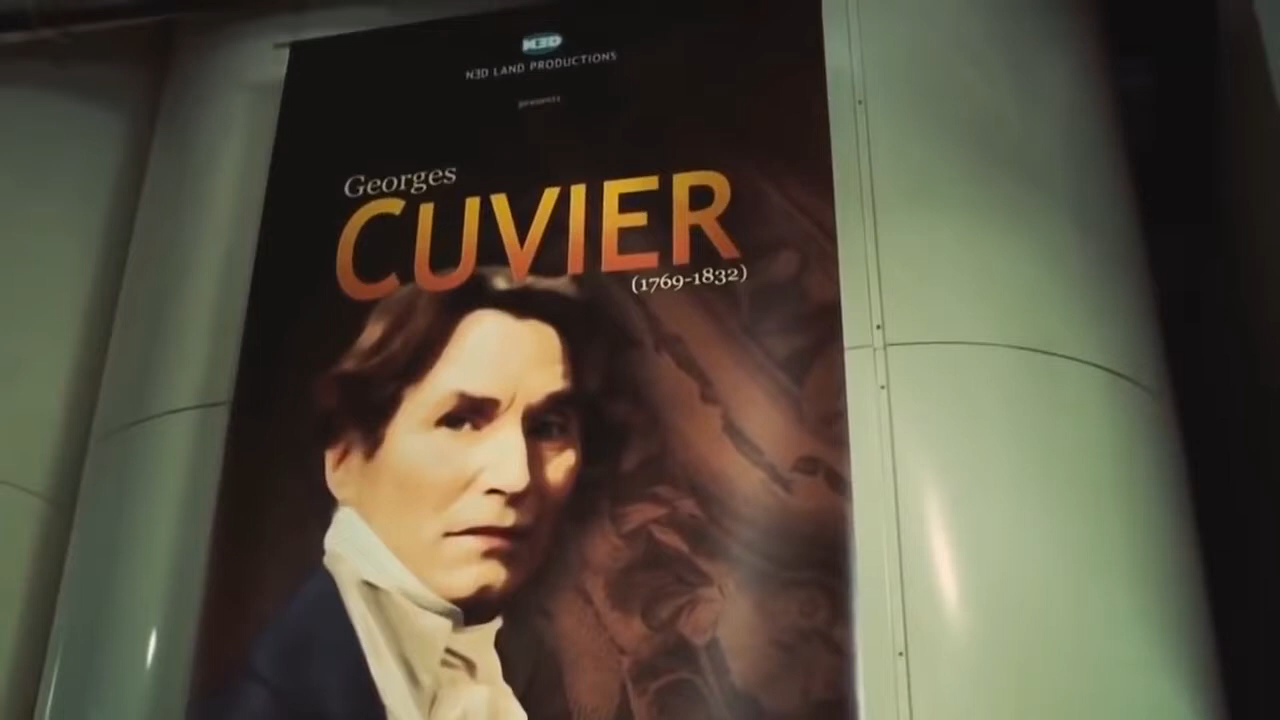 N3D
N3D LAND PRODUCTIONS
presents
Georges
CUVIER
(1769-1832)